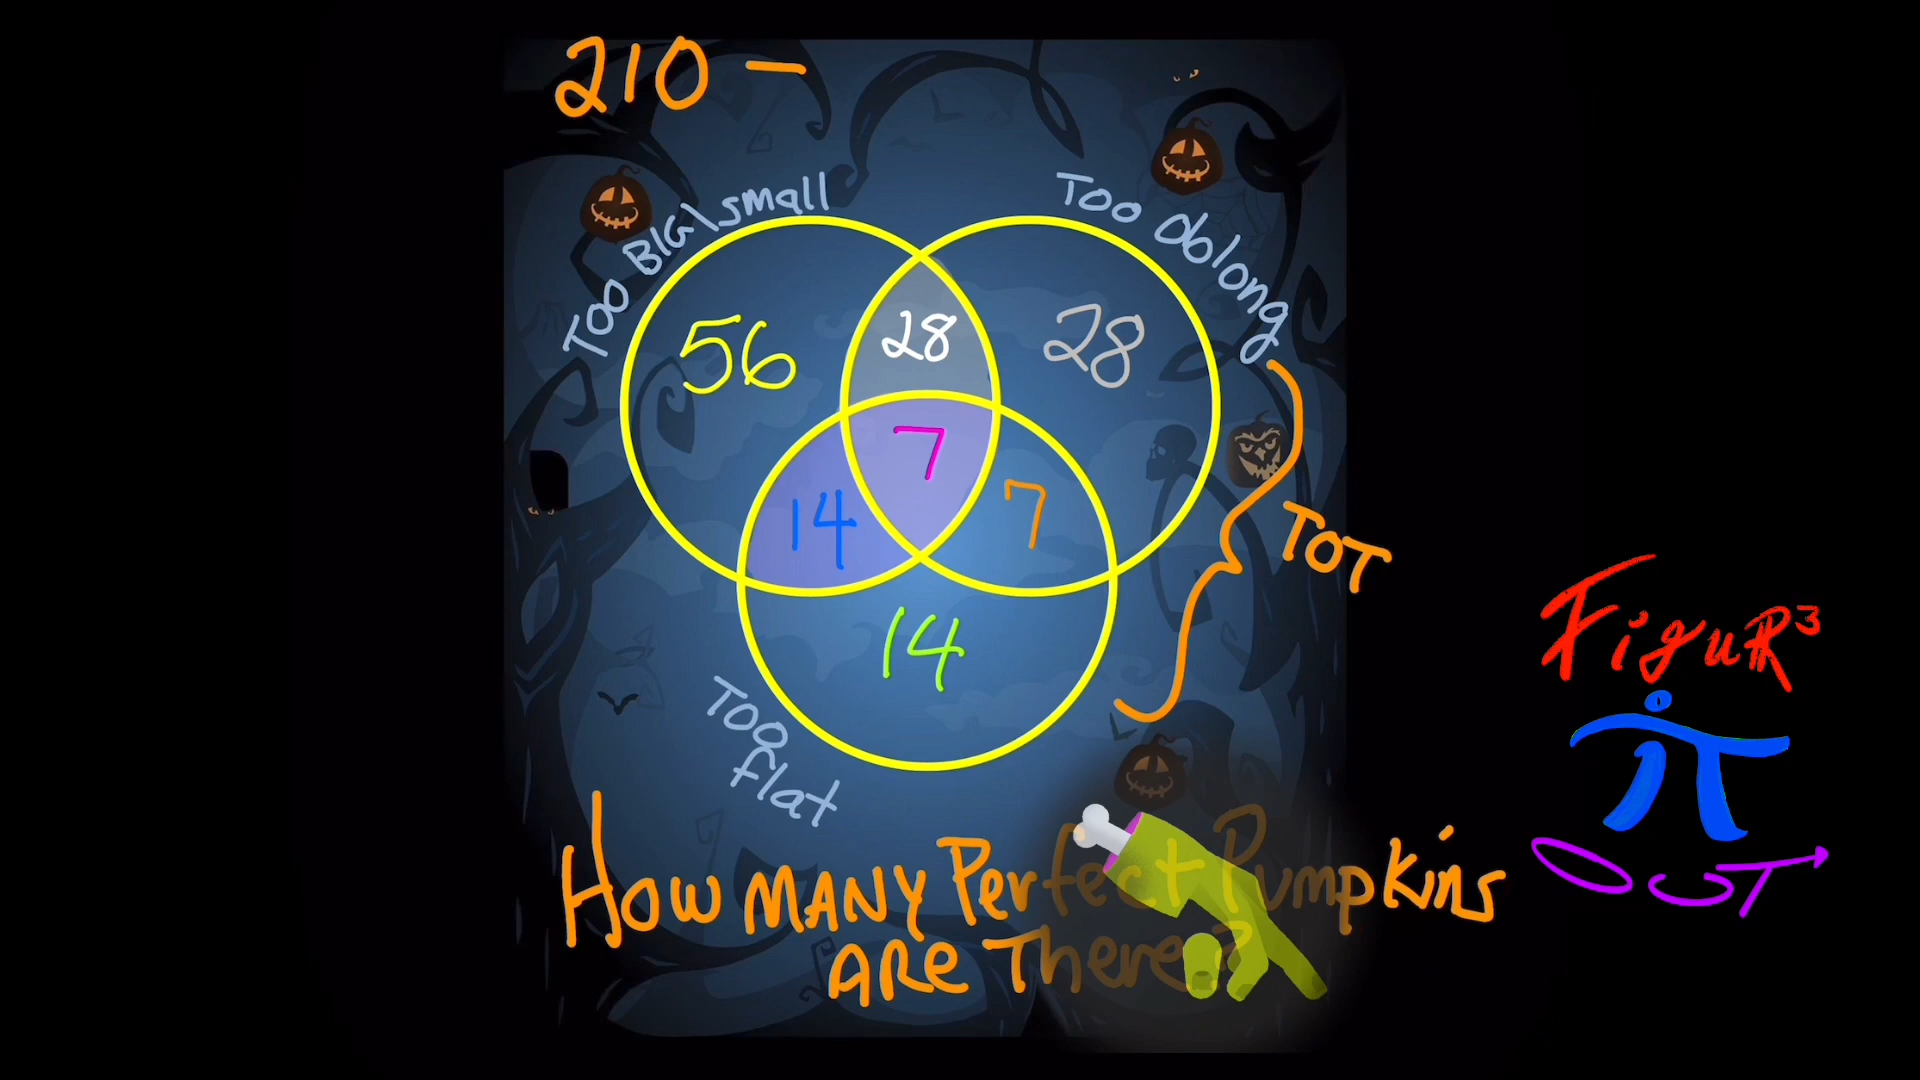 210 -
Too BIG\small
Too Oblong
56
28
28
7
14
7
TOT
14
Too
flat
How MANY Perfect Pumpkins
ARe There?
FiguR³
π
OUT